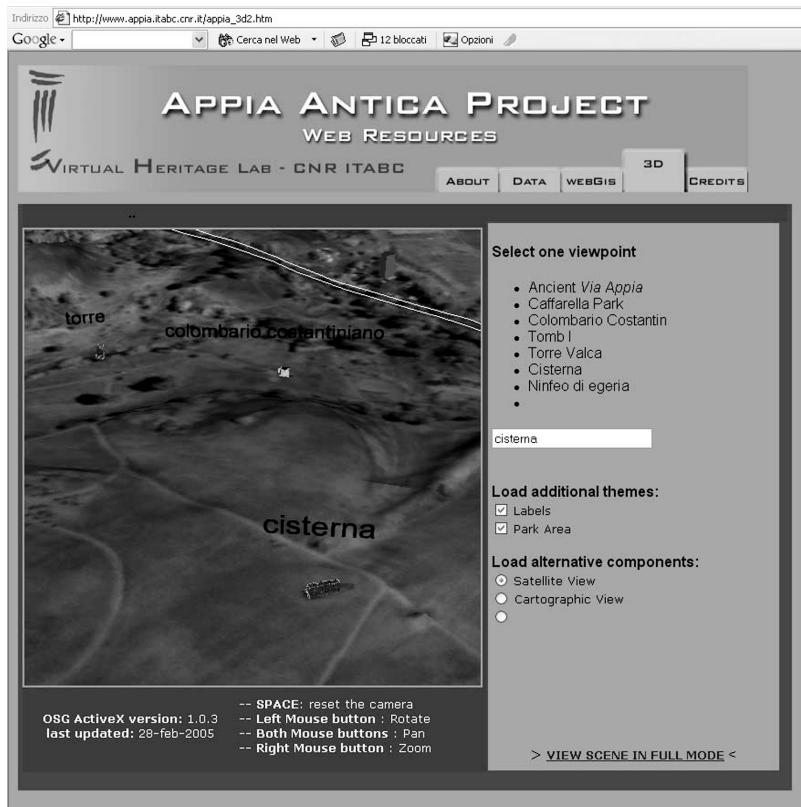 Indirizzo http://www.appia.itabc.cnr.it/appia_3d2.htm
Google Cerca nel Web 12 bloccati Opzioni
APPIA ANTICA PROJECT
WEB RESOURCES
VIRTUAL HERITAGE LAB - CNR ITABC
ABOUT DATA WEBGIS 3D CREDITS
..
torre
colombario costantiniano
cisterna
Select one viewpoint
• Ancient Via Appia
• Caffarella Park
• Colombario Costantin
• Tomb I
• Torre Valca
• Cisterna
• Ninfeo di egeria
•
cisterna
Load additional themes:
Labels
Park Area
Load alternative components:
Satellite View
Cartographic View
OSG ActiveX version: 1.0.3
last updated: 28-feb-2005
-- SPACE: reset the camera
-- Left Mouse button : Rotate
-- Both Mouse buttons : Pan
-- Right Mouse button : Zoom
> VIEW SCENE IN FULL MODE <